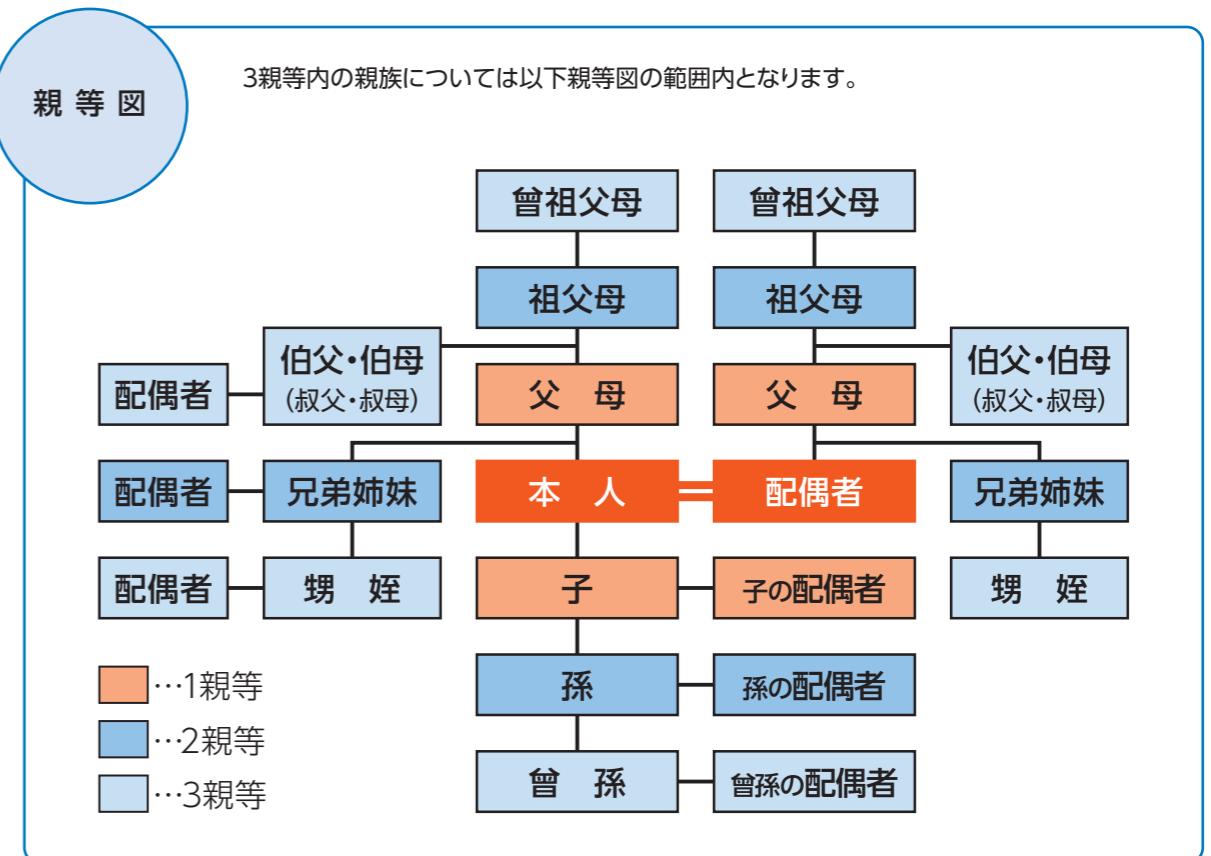 親等図
3親等内の親族については以下親等図の範囲内となります。
曾祖父母
曾祖父母
祖父母
祖父母
配偶者
伯父・伯母
(叔父・叔母)
父 母
父 母
伯父・伯母
(叔父・叔母)
配偶者
兄弟姉妹
本 人
配偶者
兄弟姉妹
配偶者
甥 姪
子
子の配偶者
甥 姪
…1親等
…2親等
…3親等
孫
孫の配偶者
曾 孫
曾孫の配偶者